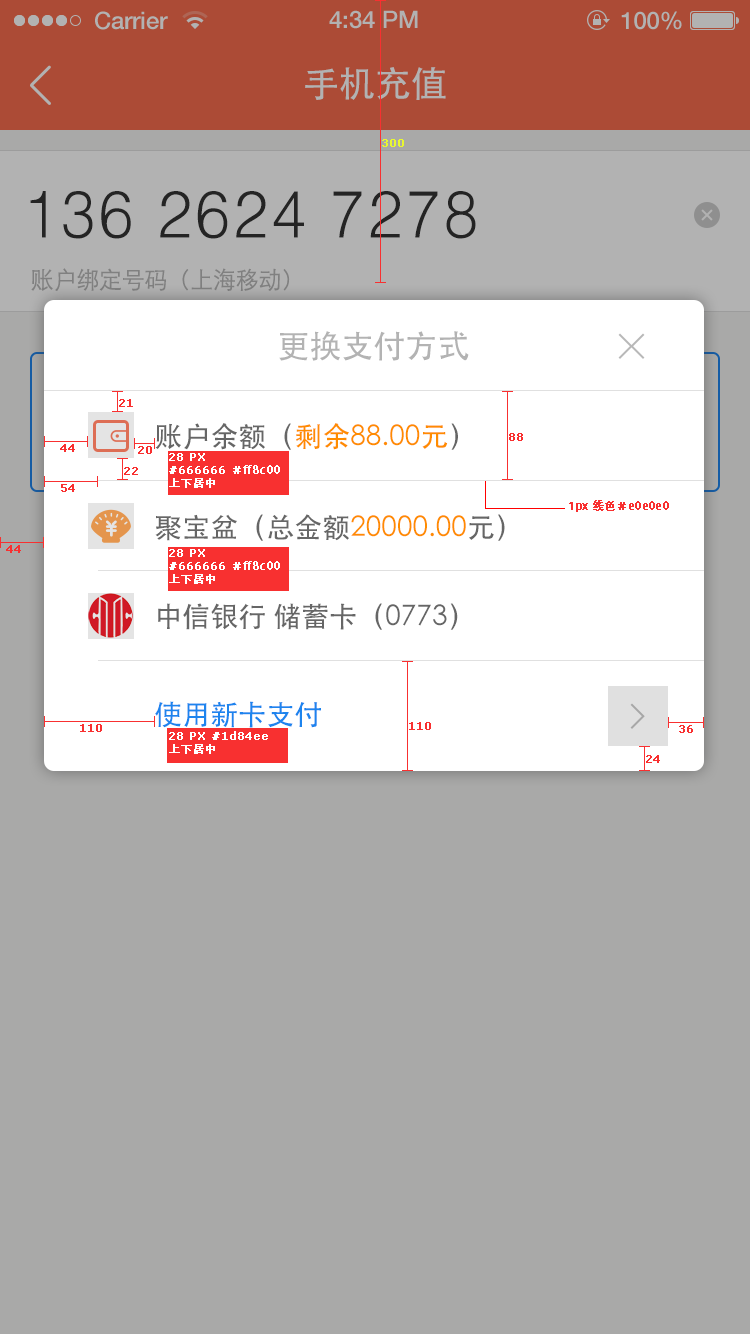 Carrier 4:34 PM 100%
手机充值
300
136 2624 7278
账户绑定号码（上海移动）
更换支付方式
21
44
账户余额（剩余88.00元）
20
88
28 PX
#666666 #ff8c00
上下居中
22
54
1px 线色#e0e0e0
聚宝盆（总金额20000.00元）
44
28 PX
#666666 #ff8c00
上下居中
中信银行 储蓄卡（0773）
使用新卡支付
110
110
36
28 PX #1d84ee
上下居中
24